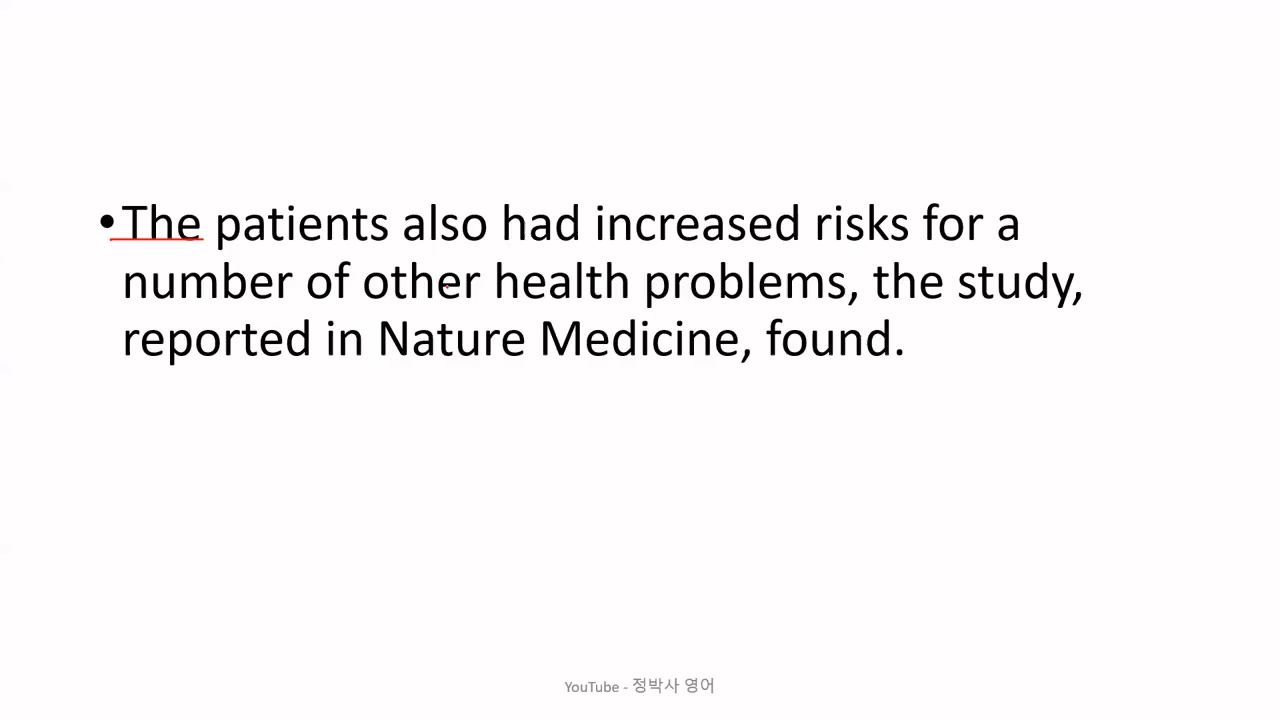 •The patients also had increased risks for a
number of other health problems, the study,
reported in Nature Medicine, found.
YouTube - 정박사 영어